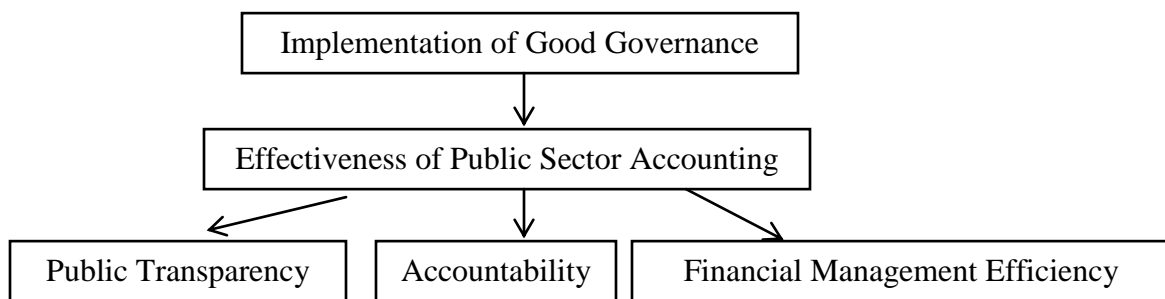 Implementation of Good Governance
Effectiveness of Public Sector Accounting
Public Transparency
Accountability
Financial Management Efficiency